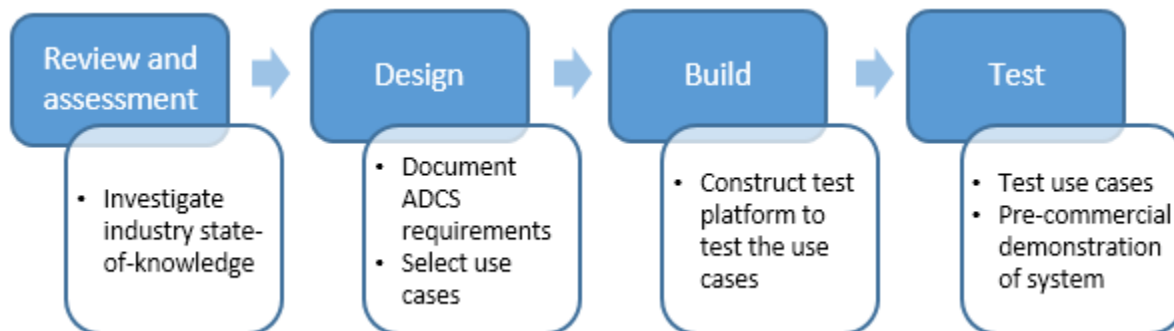 Review and
assessment
• Investigate
industry state-
of-knowledge
Design
• Document
ADCS
requirements
• Select use
cases
Build
• Construct test
platform to
test the use
cases
Test
• Test use cases
• Pre-commercial
demonstration
of system